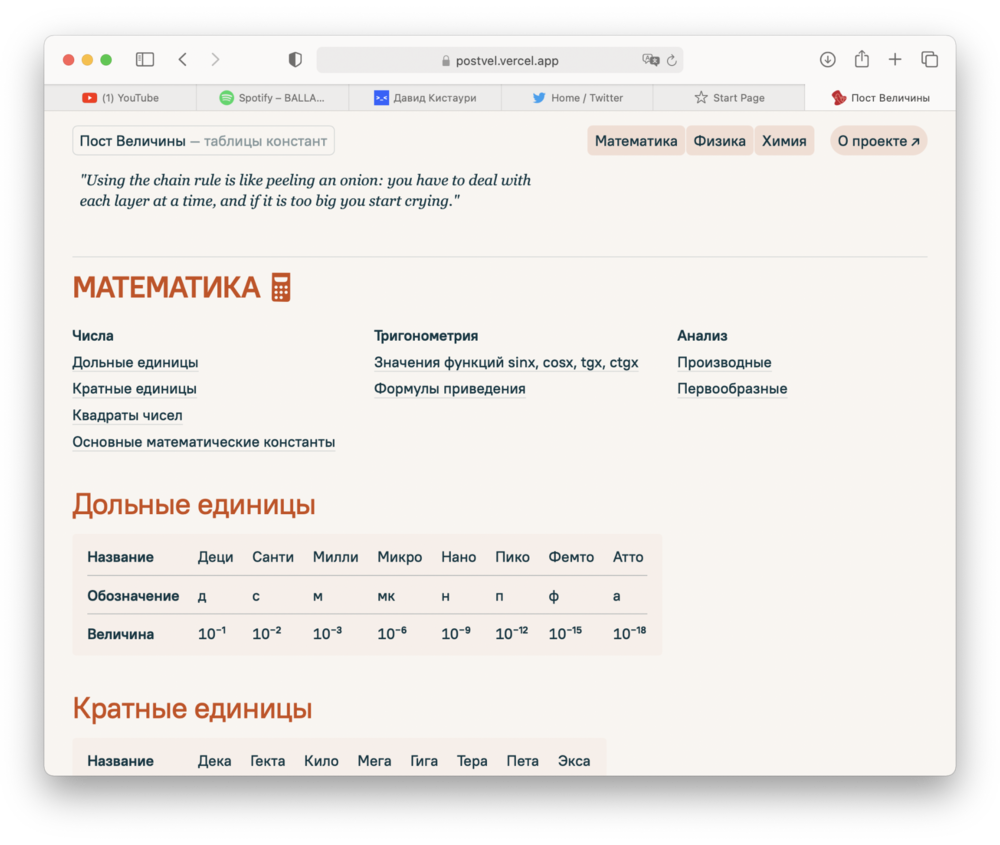 postvel.vercel.app
(1) YouTube
Spotify – BALLA...
Давид Кистаури
Home / Twitter
Start Page
Пост Величины
Пост Величины — таблицы констант
Математика
Физика
Химия
О проекте ↗
"Using the chain rule is like peeling an onion: you have to deal with
each layer at a time, and if it is too big you start crying."
МАТЕМАТИКА
Числа
Дольные единицы
Кратные единицы
Квадраты чисел
Основные математические константы
Тригонометрия
Значения функций sinx, cosx, tgx, ctgx
Формулы приведения
Анализ
Производные
Первообразные
Дольные единицы
Название Деци Санти Милли Микро Нано Пико Фемто Атто
Обозначение д с м мк н п ф а
Величина 10⁻¹ 10⁻² 10⁻³ 10⁻⁶ 10⁻⁹ 10⁻¹² 10⁻¹⁵ 10⁻¹⁸
Кратные единицы
Название Дека Гекта Кило Мега Гига Тера Пета Экса